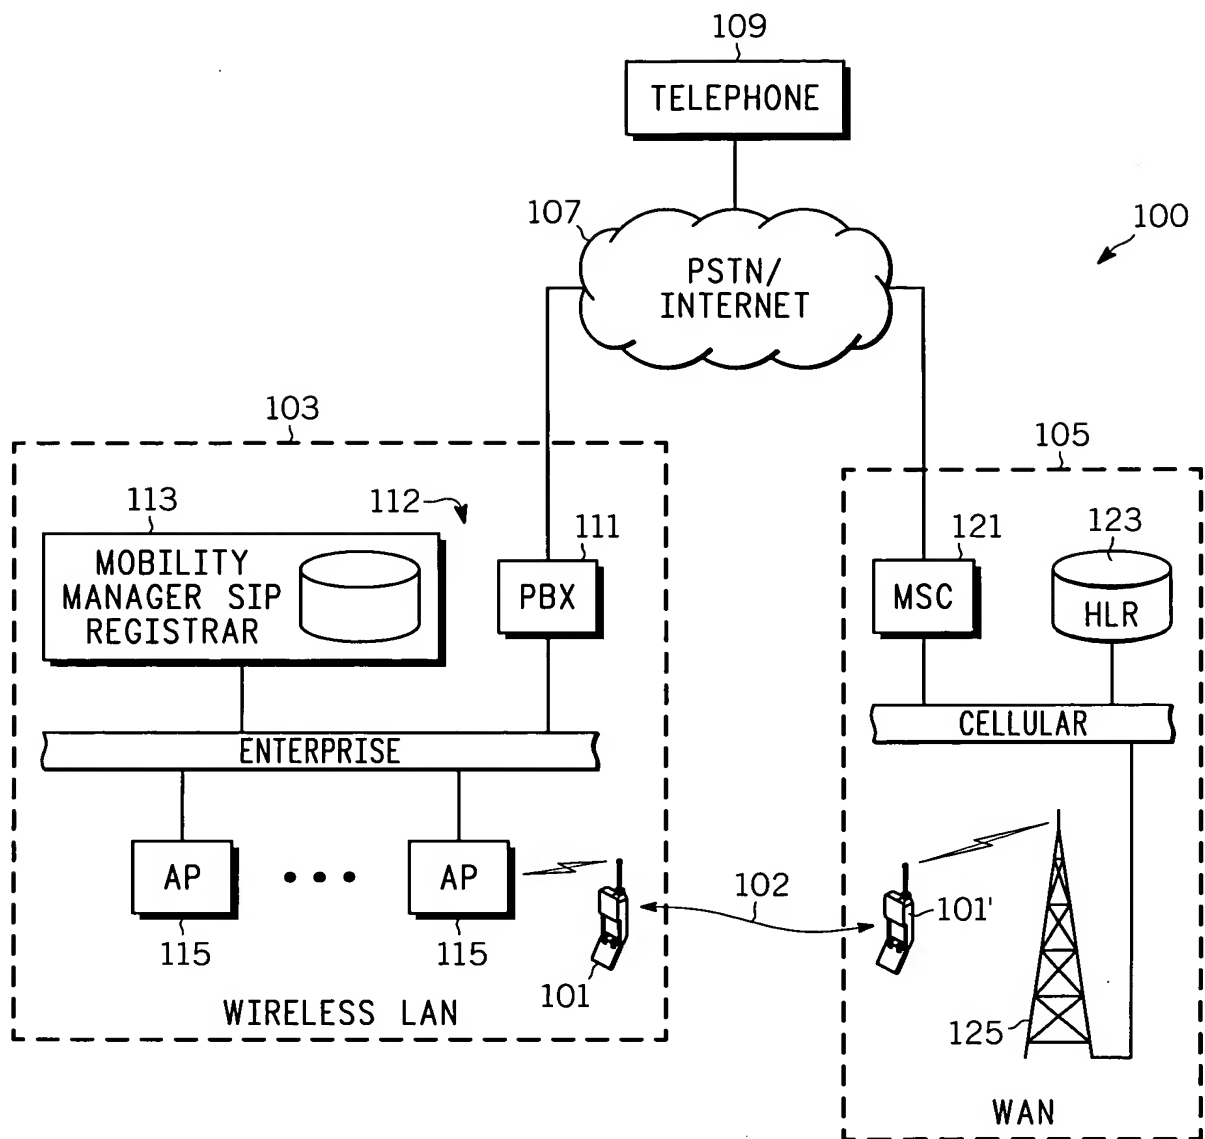 109
TELEPHONE
107
100
PSTN/
INTERNET
103
105
113
112
111
121
123
MOBILITY
MANAGER SIP
REGISTRAR
PBX
MSC
HLR
ENTERPRISE
CELLULAR
AP
AP
102
101'
115
115
101
125
WIRELESS LAN
WAN